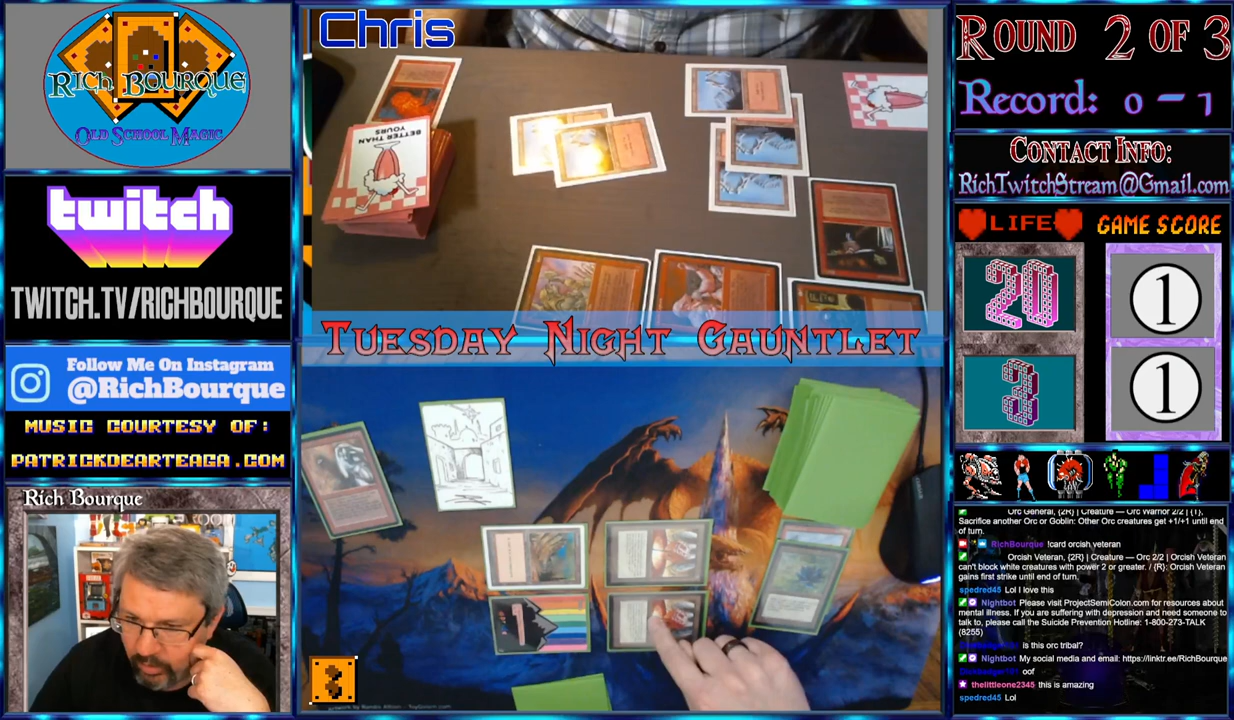 RICH BOURQUE
OLD SCHOOL MAGIC
twitch
TWITCH.TV/RICHBOURQUE
Follow Me On Instagram
@RichBourque
MUSIC COURTESY OF:
PATRICKDEARTEAGA.COM
Rich Bourque
Chris
BETTER THAN
YOURS
TUESDAY NIGHT GAUNTLET
ROUND 2 OF 3
Record: 0 - 1
CONTACT INFO:
RichTwitchStream@Gmail.com
LIFE
GAME SCORE
20
1
3
1
Orc General, {2R} | Creature — Orc Warrior 2/2 | {T},
Sacrifice another Orc or Goblin: Other Orc creatures get +1/+1 until end
of turn.
RichBourque !card orcish veteran
Orcish Veteran, {2R} | Creature — Orc 2/2 | Orcish Veteran
can't block white creatures with power 2 or greater. / {R}: Orcish Veteran
gains first strike until end of turn.
spedred45 Lol I love this
Nightbot Please visit ProjectSemiColon.com for resources about
mental illness. If you are suffering with depression and need someone to
talk to, please call the Suicide Prevention Hotline: 1-800-273-TALK
(8255)
is this orc tribal?
Nightbot My social media and email: https://linktr.ee/RichBourque
oof
thelittleone2345 this is amazing
spedred45 Lol